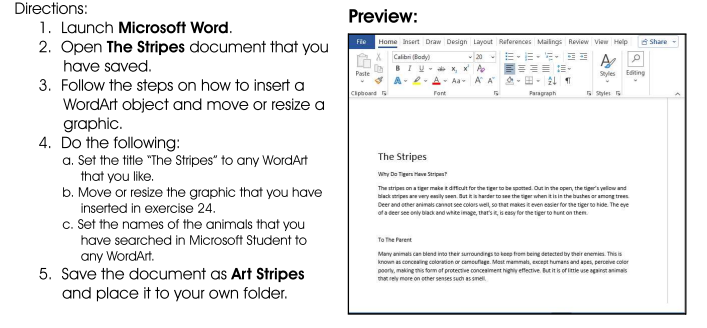 Directions:
1. Launch Microsoft Word.
2. Open The Stripes document that you
have saved.
3. Follow the steps on how to insert a
WordArt object and move or resize a
graphic.
4. Do the following:
a. Set the title "The Stripes" to any WordArt
that you like.
b. Move or resize the graphic that you have
inserted in exercise 24.
c. Set the names of the animals that you
have searched in Microsoft Student to
any WordArt.
5. Save the document as Art Stripes
and place it to your own folder.
Preview:
File Home Insert Draw Design Layout References Mailings Review View Help Share
Calibri (Body) 20
B I U ab x, x² A
Paste Styles Editing
A A Aa A A
Clipboard Font Paragraph Styles
The Stripes
Why Do Tigers Have Stripes?
The stripes on a tiger make it difficult for the tiger to be spotted. Out in the open, the tiger's yellow and
black stripes are very easily seen. But it is harder to see the tiger when it is in the bushes or among trees.
Deer and other animals cannot see colors well, so that makes it even easier for the tiger to hide. The eye
of a deer see only black and white image, that's it, is easy for the tiger to hunt on them.
To The Parent
Many animals can blend into their surroundings to keep from being detected by their enemies. This is
known as concealing coloration or camouflage. Most mammals, except humans and apes, perceive color
poorly, making this form of protective concealment highly effective. But it is of little use against animals
that rely more on other senses such as smell.